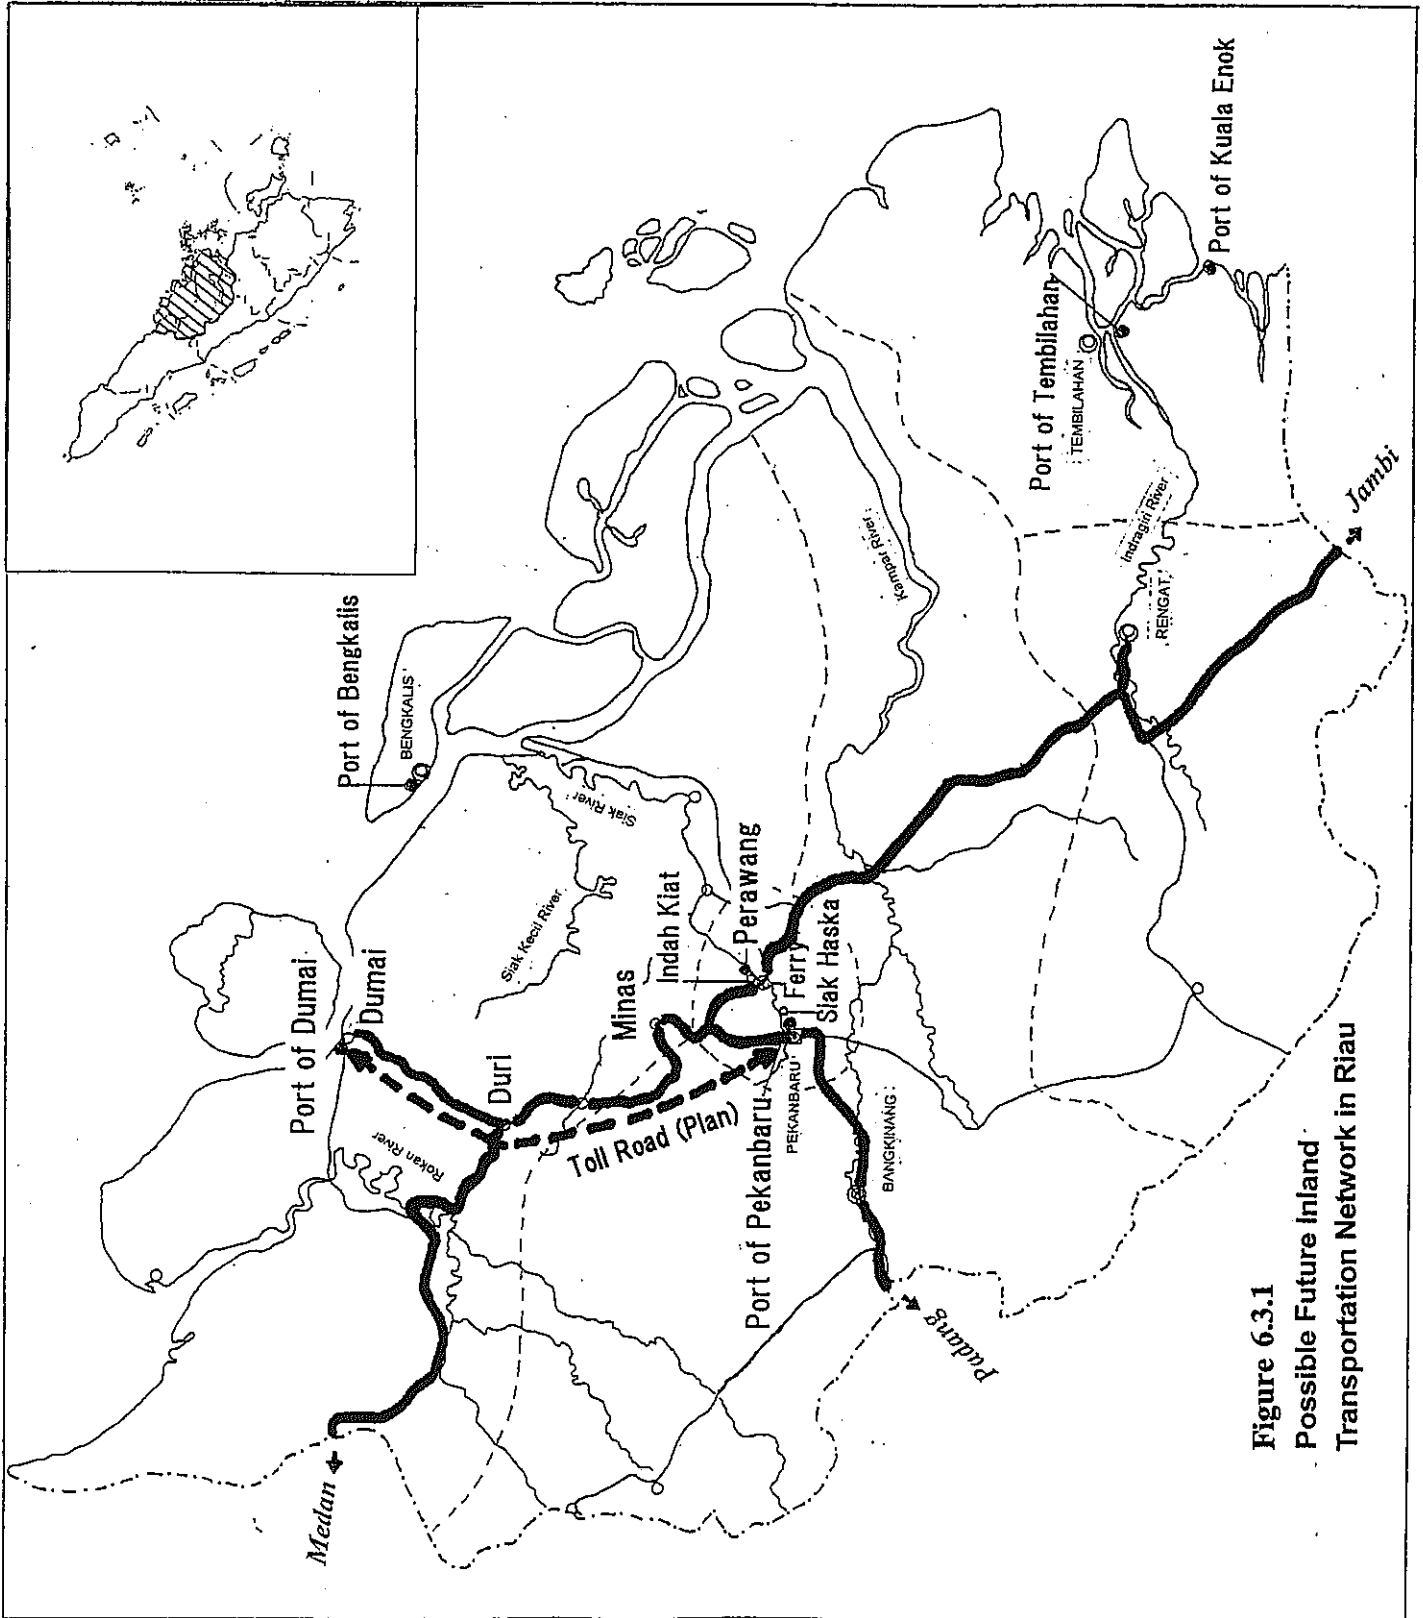 Port of Bengkalis
BENGKALIS
Port of Dumai
Dumai
Siak River
Siak Kecil River
Rokan River
Medan
Duri
Minas
Indah Kiat
Perawang
Ferry
Siak Haska
Toll Road (Plan)
Port of Pekanbaru
PEKANBARU
BANGKINANG
Padang
Kampar River
Port of Kuala Enok
Port of Tembilahan
TEMBILAHAN
Indragiri River
RENGAT
Jambi
Figure 6.3.1
Possible Future Inland
Transportation Network in Riau